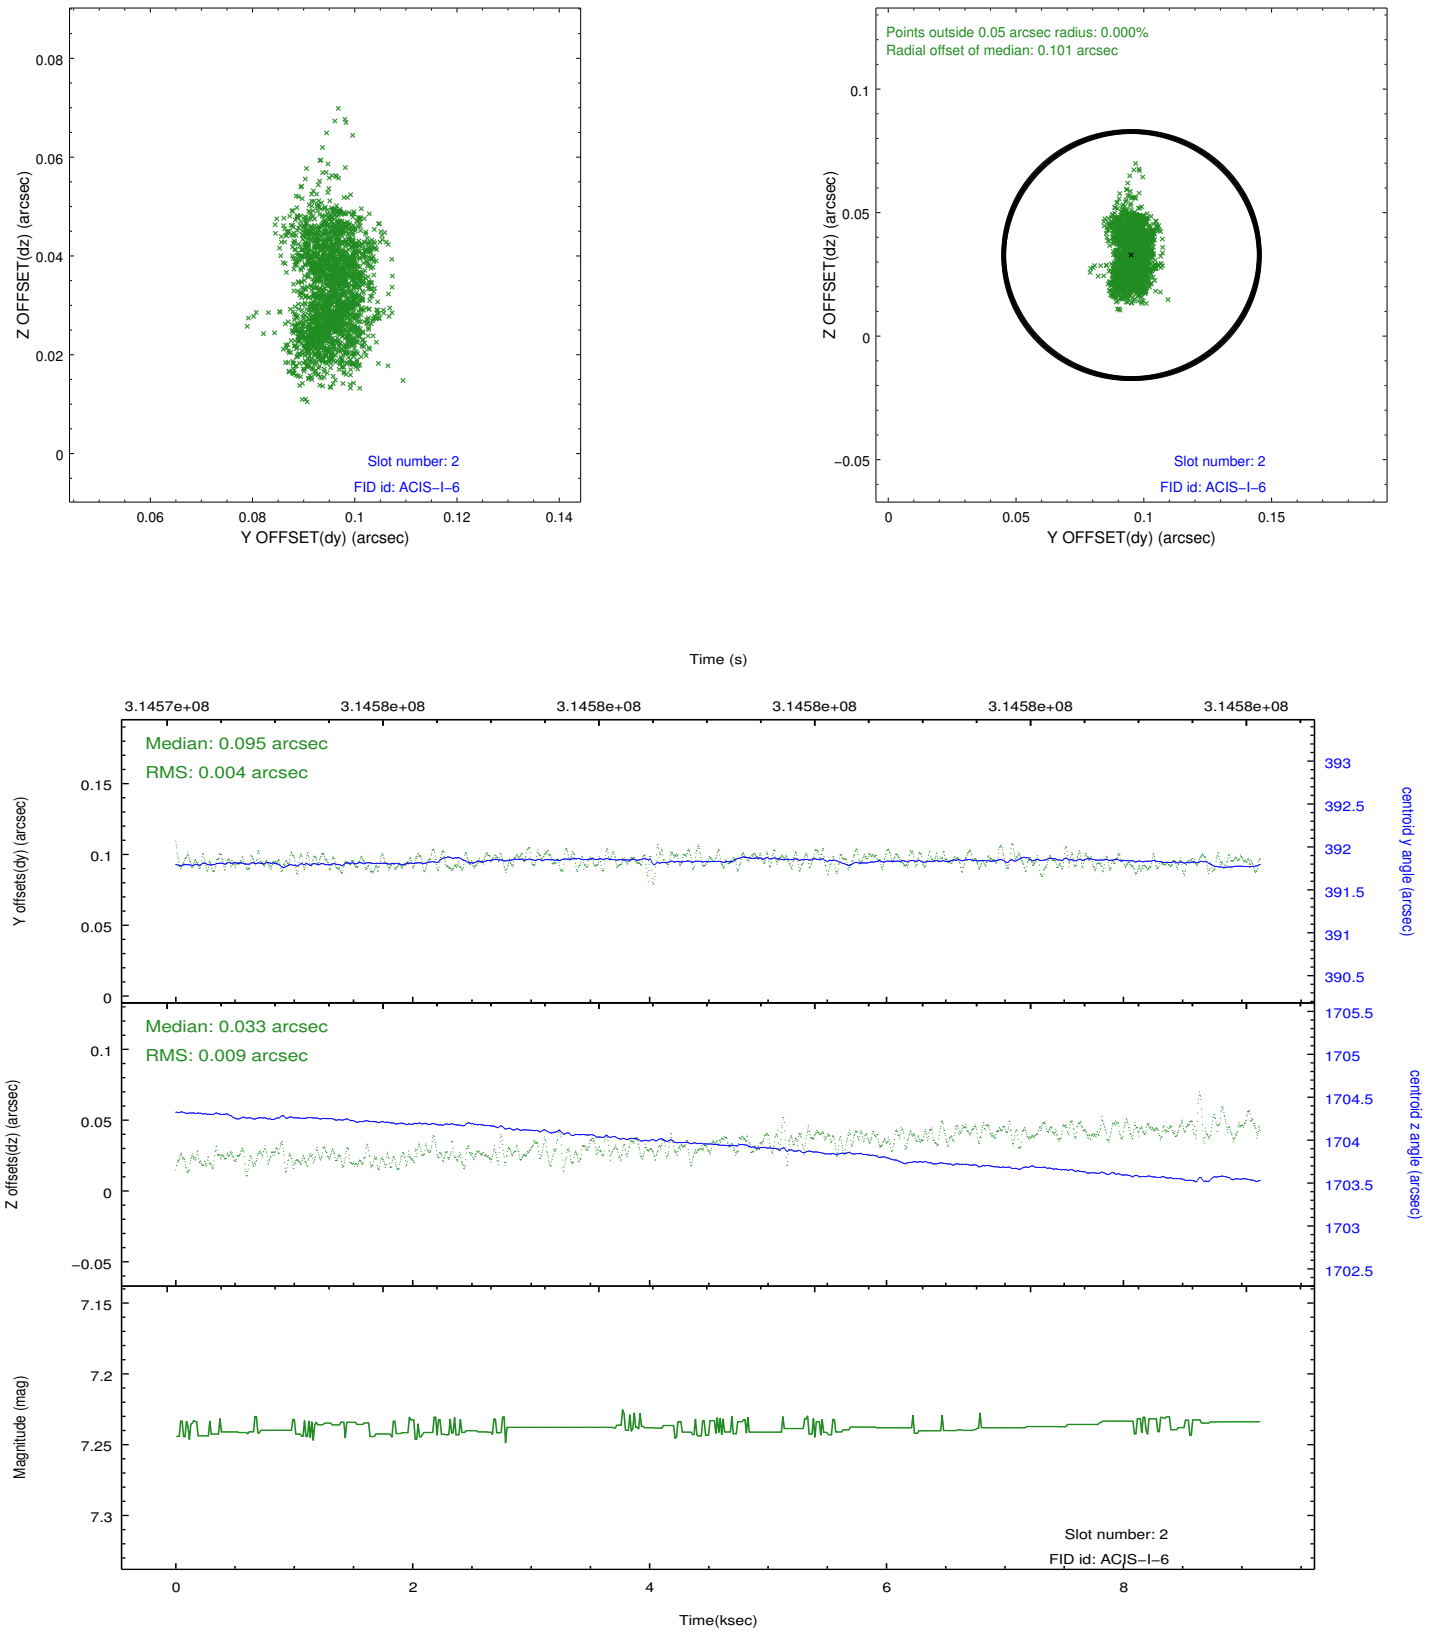 0.08
0.06
0.04
0.02
0
Z OFFSET(dz) (arcsec)
Slot number: 2
FID id: ACIS−I−6
0.06
0.08
0.1
0.12
0.14
Y OFFSET(dy) (arcsec)
Points outside 0.05 arcsec radius: 0.000%
Radial offset of median: 0.101 arcsec
0.1
0.05
0
−0.05
Z OFFSET(dz) (arcsec)
Slot number: 2
FID id: ACIS−I−6
0
0.05
0.1
0.15
Y OFFSET(dy) (arcsec)
Time (s)
3.1457e+08
3.1458e+08
3.1458e+08
3.1458e+08
3.1458e+08
3.1458e+08
Median: 0.095 arcsec
RMS: 0.004 arcsec
0.15
0.1
0.05
0
Y offsets(dy) (arcsec)
393
392.5
392
391.5
391
390.5
centroid y angle (arcsec)
Median: 0.033 arcsec
RMS: 0.009 arcsec
0.1
0.05
0
−0.05
Z offsets(dz) (arcsec)
1705.5
1705
1704.5
1704
1703.5
1703
1702.5
centroid z angle (arcsec)
7.15
7.2
7.25
7.3
Magnitude (mag)
Slot number: 2
FID id: ACIS−I−6
0
2
4
6
8
Time(ksec)